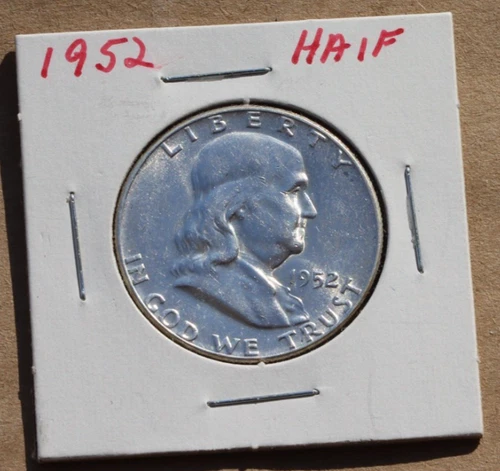 1952 HAlF
LIBERTY
1952
IN GOD WE TRUST